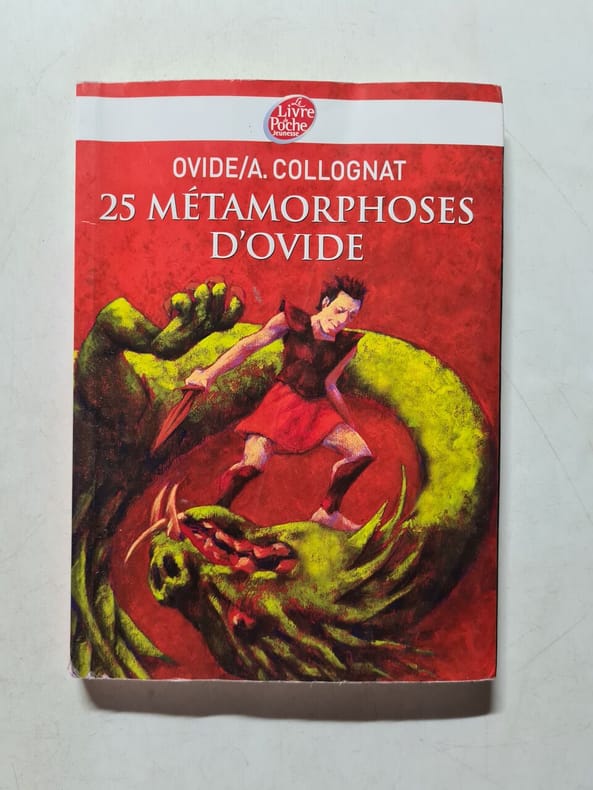 Le
Livre
de
Poche
Jeunesse
OVIDE/A. COLLOGNAT
25 MÉTAMORPHOSES
D'OVIDE